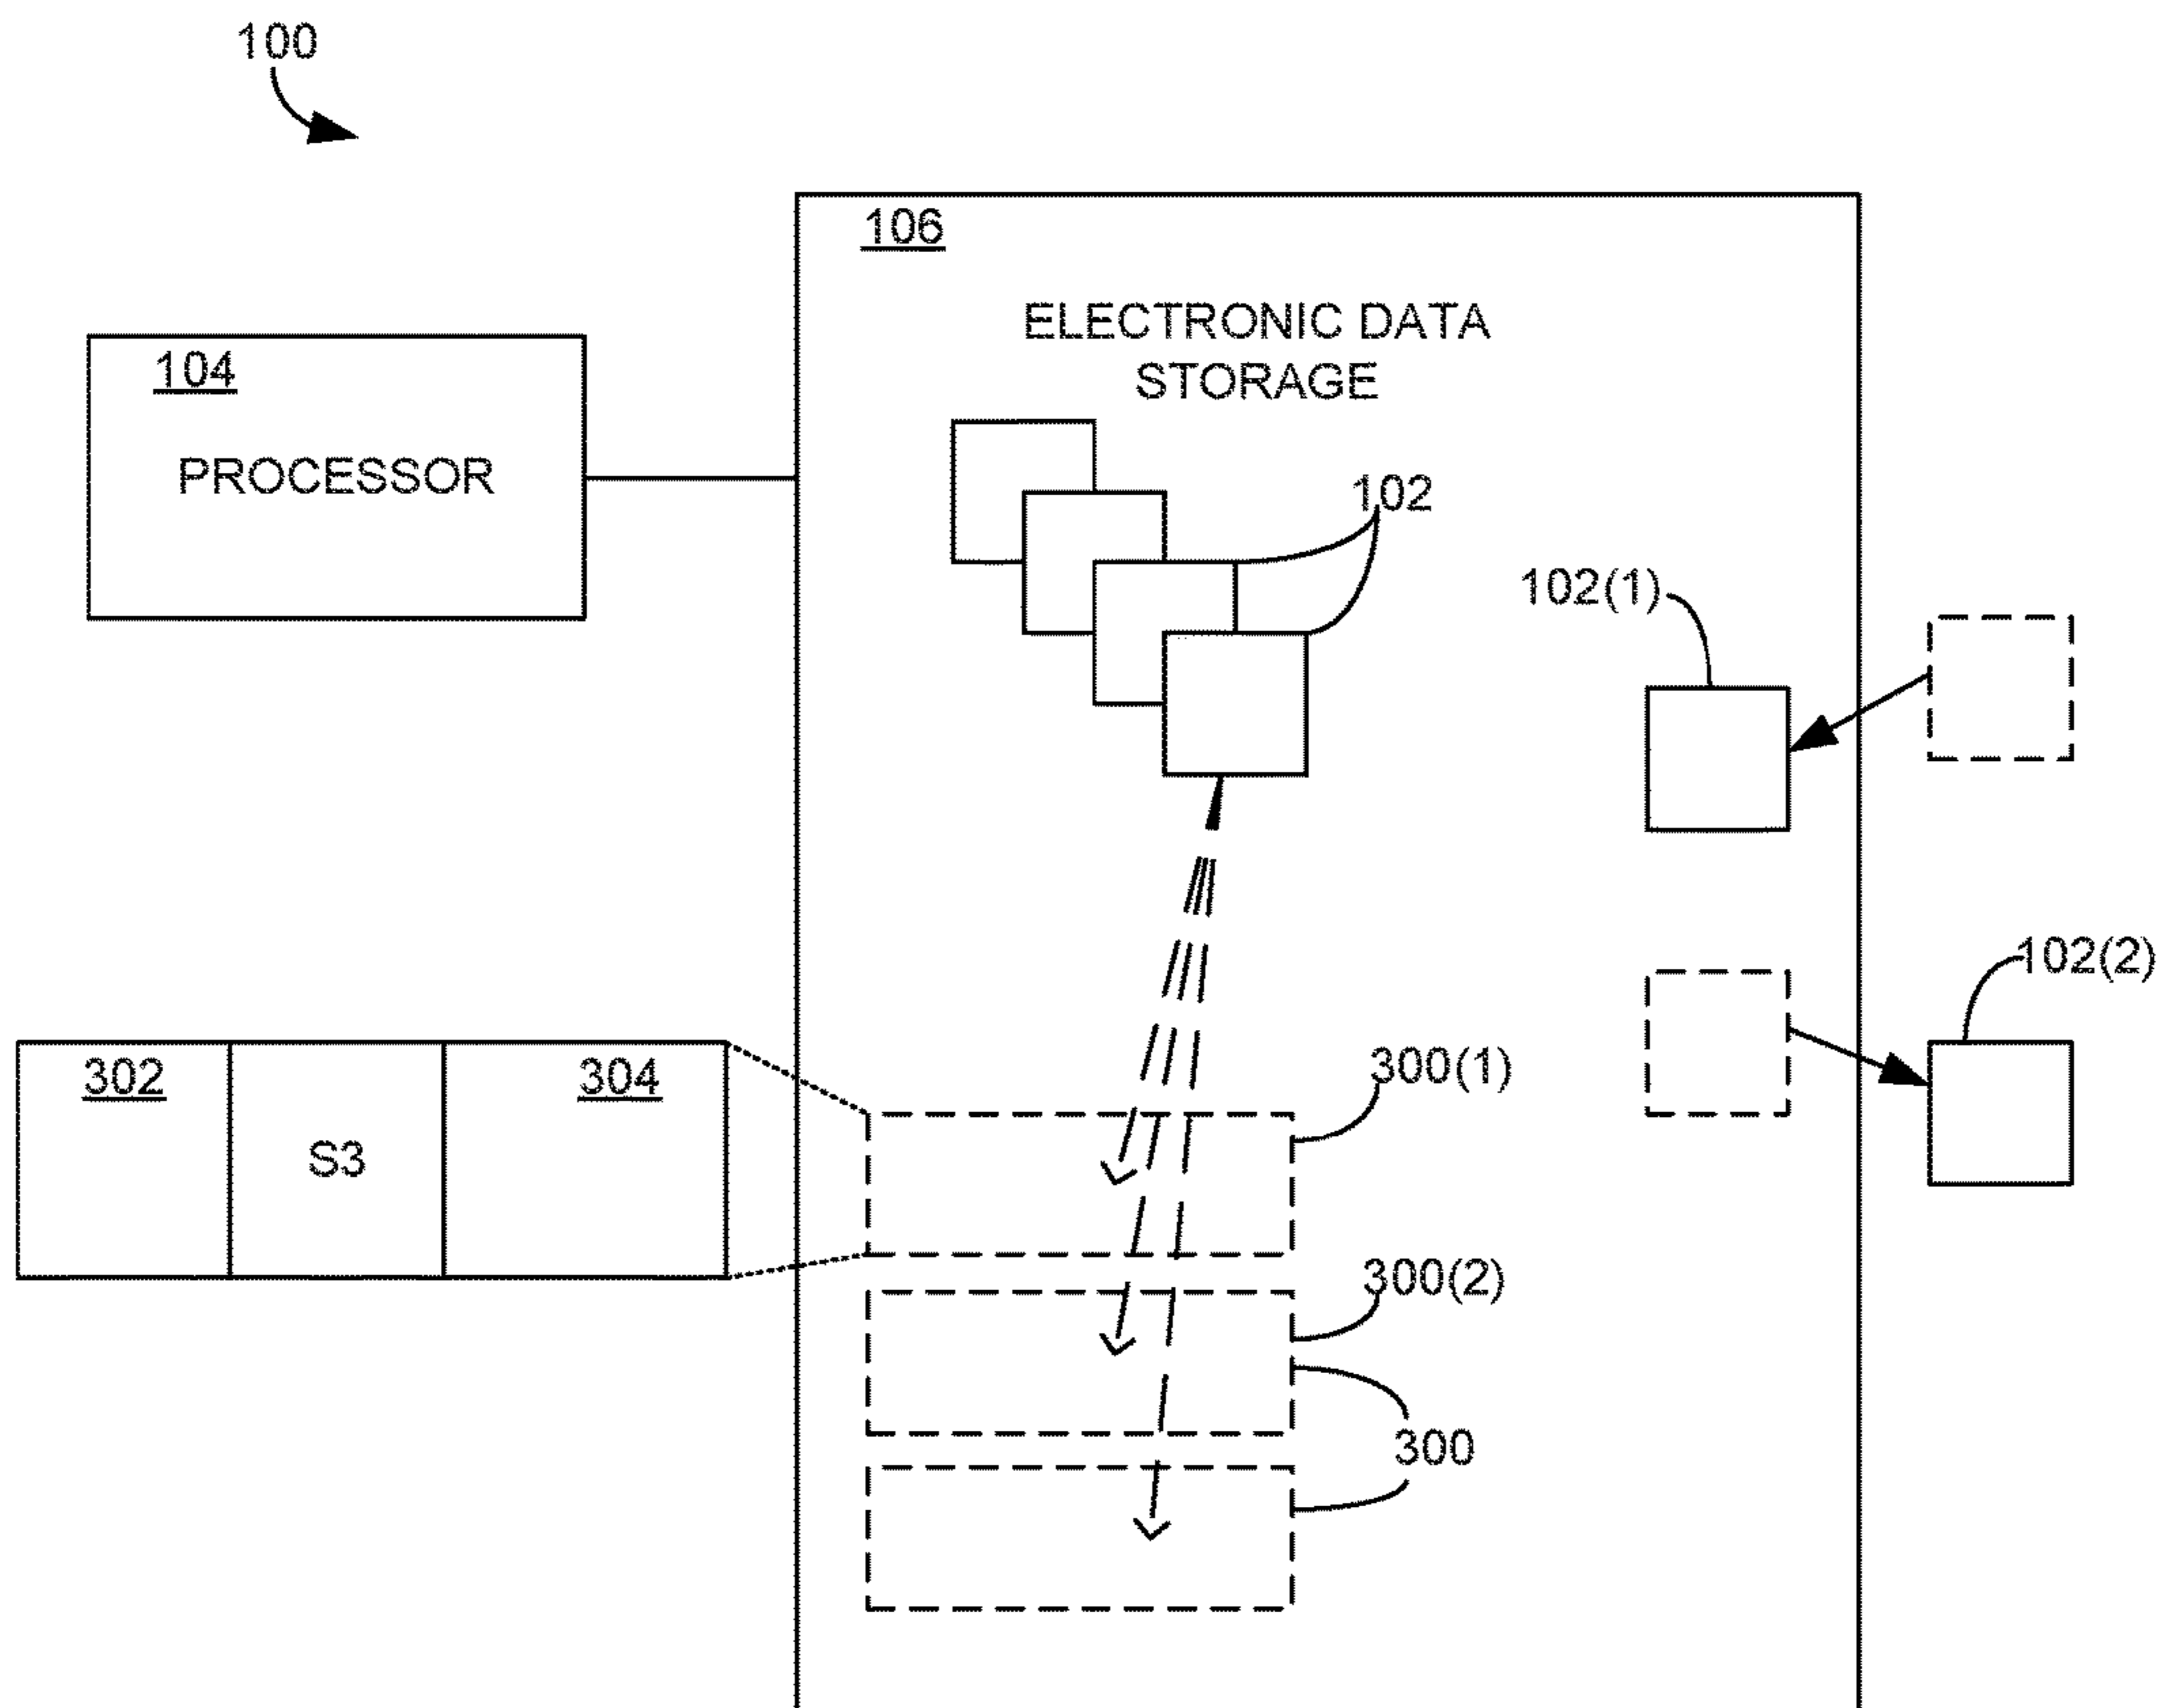 100
106
ELECTRONIC DATA
STORAGE
104
PROCESSOR
102
102(1)
102(2)
302
S3
304
300(1)
300(2)
300